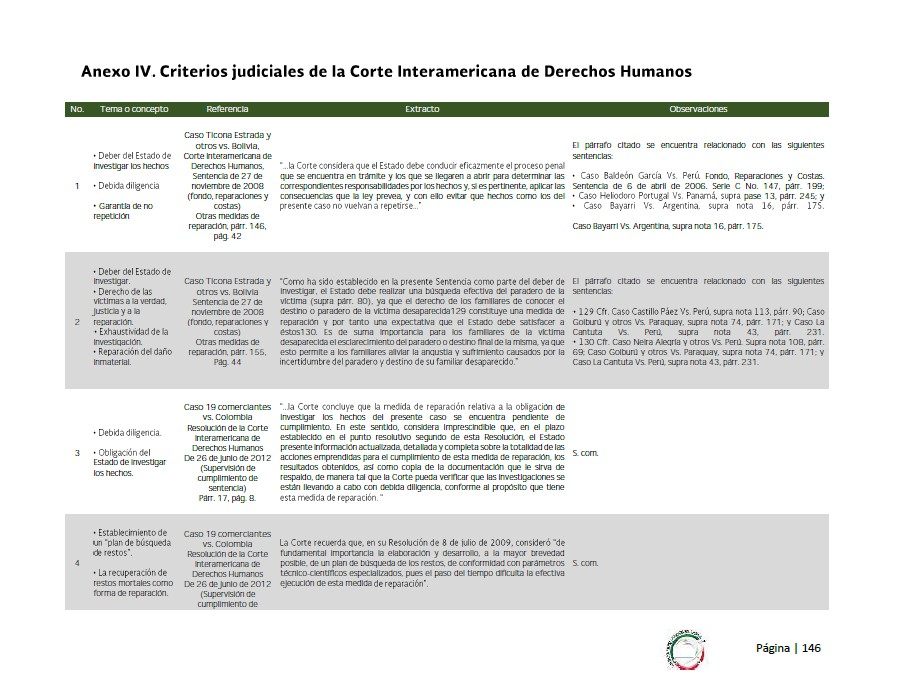 Anexo IV. Criterios judiciales de la Corte Interamericana de Derechos Humanos
No. Tema o concepto Referencia Extracto Observaciones
1
• Deber del Estado de
investigar los hechos
• Debida diligencia
• Garantía de no
repetición
Caso Ticona Estrada y
otros vs. Bolivia,
Corte Interamericana de
Derechos Humanos,
Sentencia de 27 de
noviembre de 2008
(fondo, reparaciones y
costas)
Otras medidas de
reparación, párr. 146,
pág. 42
"...la Corte considera que el Estado debe conducir eficazmente el proceso penal
que se encuentra en trámite y los que se llegaren a abrir para determinar las
correspondientes responsabilidades por los hechos y, si es pertinente, aplicar las
consecuencias que la ley prevea, y con ello evitar que hechos como los del
presente caso no vuelvan a repetirse..."
El párrafo citado se encuentra relacionado con las siguientes
sentencias:
• Caso Baldeón García Vs. Perú. Fondo, Reparaciones y Costas.
Sentencia de 6 de abril de 2006. Serie C No. 147, párr. 199;
• Caso Heliodoro Portugal Vs. Panamá, supra pase 13, párr. 245; y
• Caso Bayarri Vs. Argentina, supra nota 16, párr. 175.
Caso Bayarri Vs. Argentina, supra nota 16, párr. 175.
2
• Deber del Estado de
investigar.
• Derecho de las
víctimas a la verdad,
justicia y a la
reparación.
• Exhaustividad de la
investigación.
• Reparación del daño
inmaterial.
Caso Ticona Estrada y
otros vs. Bolivia
Sentencia de 27 de
noviembre de 2008
(fondo, reparaciones y
costas)
Otras medidas de
reparación, párr. 155,
Pág. 44
"Como ha sido establecido en la presente Sentencia como parte del deber de
investigar, el Estado debe realizar una búsqueda efectiva del paradero de la
víctima (supra párr. 80), ya que el derecho de los familiares de conocer el
destino o paradero de la víctima desaparecida129 constituye una medida de
reparación y por tanto una expectativa que el Estado debe satisfacer a
éstos130. Es de suma importancia para los familiares de la víctima
desaparecida el esclarecimiento del paradero o destino final de la misma, ya que
esto permite a los familiares aliviar la angustia y sufrimiento causados por la
incertidumbre del paradero y destino de su familiar desaparecido."
El párrafo citado se encuentra relacionado con las siguientes
sentencias:
• 129 Cfr. Caso Castillo Páez Vs. Perú, supra nota 113, párr. 90; Caso
Goiburú y otros Vs. Paraguay, supra nota 74, párr. 171; y Caso La
Cantuta Vs. Perú, supra nota 43, párr. 231.
• 130 Cfr. Caso Neira Alegría y otros Vs. Perú. Supra nota 108, párr.
69; Caso Goiburú y otros Vs. Paraguay, supra nota 74, párr. 171; y
Caso La Cantuta Vs. Perú, supra nota 43, párr. 231.
3
• Debida diligencia.
• Obligación del
Estado de investigar
los hechos.
Caso 19 comerciantes
vs. Colombia
Resolución de la Corte
Interamericana de
Derechos Humanos
De 26 de junio de 2012
(Supervisión de
cumplimiento de
sentencia)
Párr. 17, pág. 8.
"...la Corte concluye que la medida de reparación relativa a la obligación de
investigar los hechos del presente caso se encuentra pendiente de
cumplimiento. En este sentido, considera imprescindible que, en el plazo
establecido en el punto resolutivo segundo de esta Resolución, el Estado
presente información actualizada, detallada y completa sobre la totalidad de las
acciones emprendidas para el cumplimiento de esta medida de reparación, los
resultados obtenidos, así como copia de la documentación que le sirva de
respaldo, de manera tal que la Corte pueda verificar que las investigaciones se
están llevando a cabo con debida diligencia, conforme al propósito que tiene
esta medida de reparación. "
S. com.
4
• Establecimiento de
un "plan de búsqueda
de restos".
• La recuperación de
restos mortales como
forma de reparación.
Caso 19 comerciantes
vs. Colombia
Resolución de la Corte
Interamericana de
Derechos Humanos
De 26 de junio de 2012
(Supervisión de
cumplimiento de
La Corte recuerda que, en su Resolución de 8 de julio de 2009, consideró "de
fundamental importancia la elaboración y desarrollo, a la mayor brevedad
posible, de un plan de búsqueda de los restos, de conformidad con parámetros
técnico-científicos especializados, pues el paso del tiempo dificulta la efectiva
ejecución de esta medida de reparación".
S. com.
Página | 146